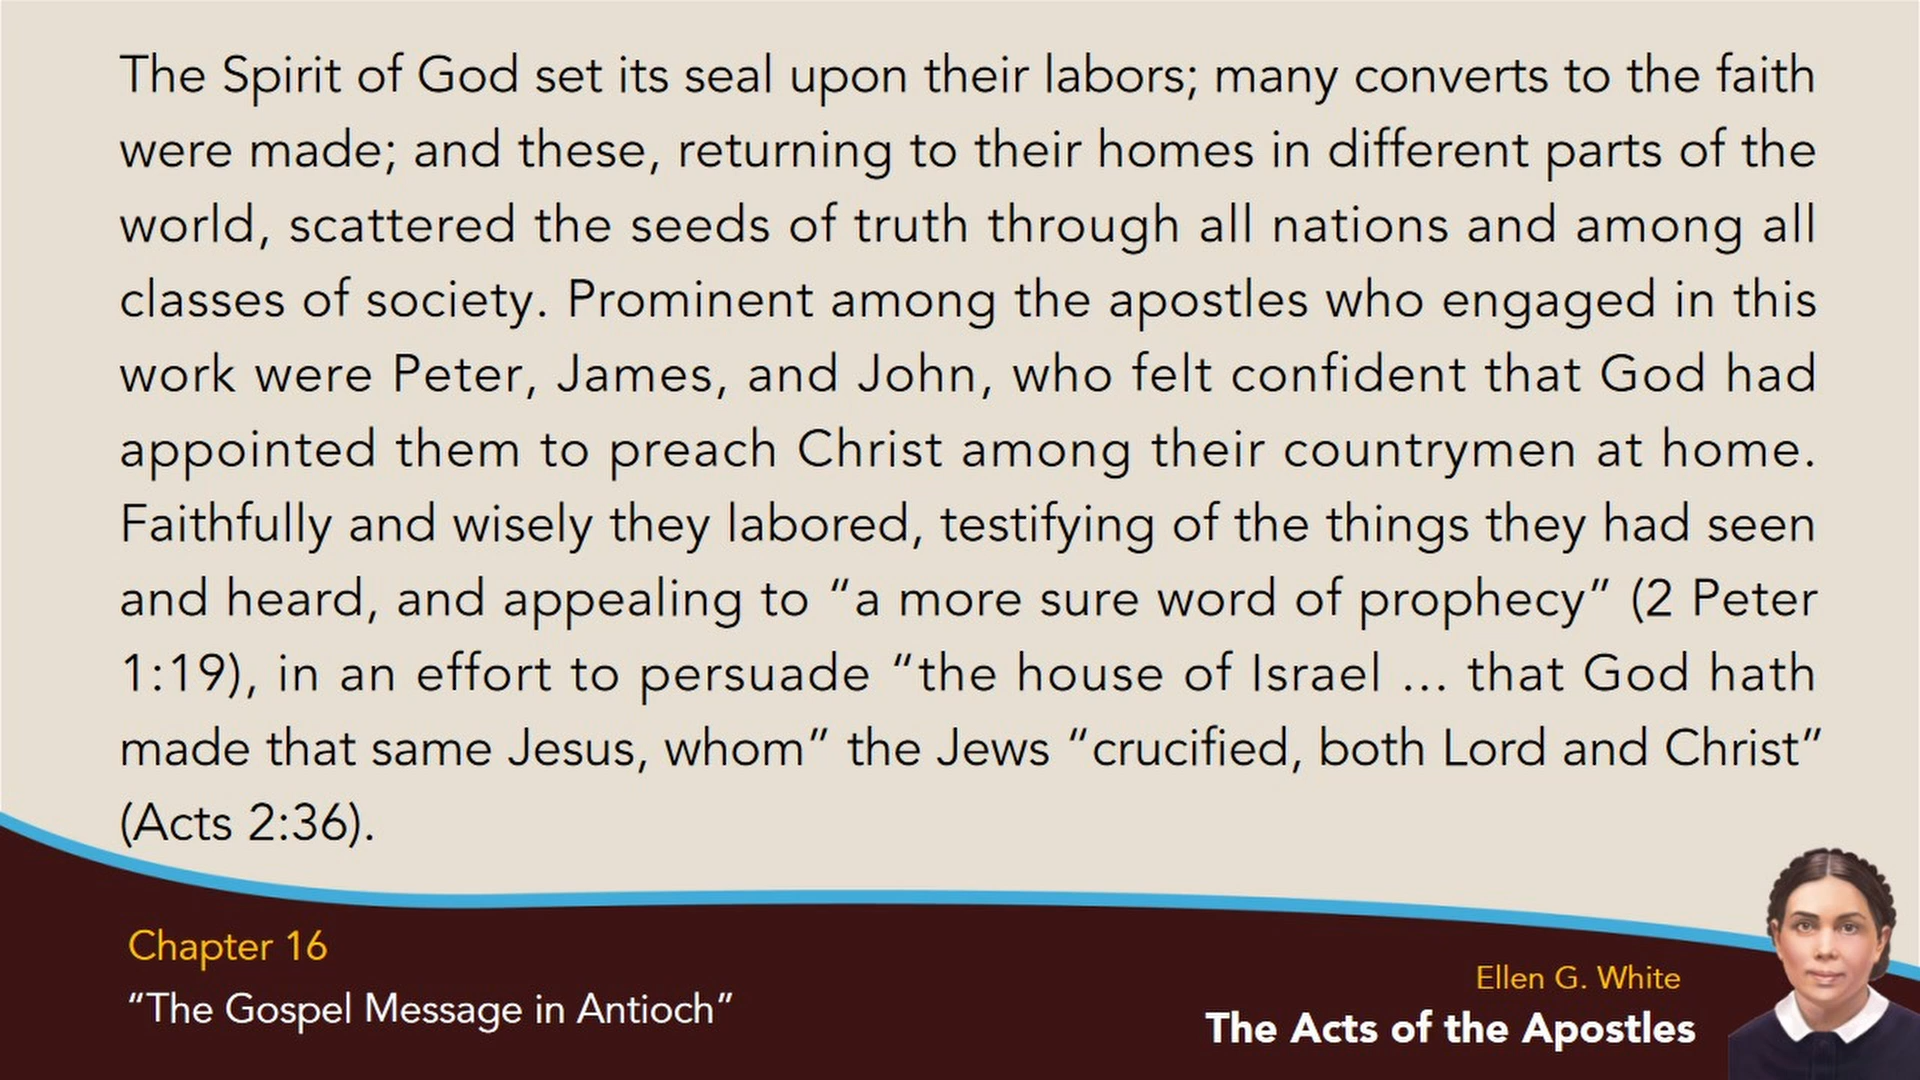 The Spirit of God set its seal upon their labors; many converts to the faith
were made; and these, returning to their homes in different parts of the
world, scattered the seeds of truth through all nations and among all
classes of society. Prominent among the apostles who engaged in this
work were Peter, James, and John, who felt confident that God had
appointed them to preach Christ among their countrymen at home.
Faithfully and wisely they labored, testifying of the things they had seen
and heard, and appealing to “a more sure word of prophecy” (2 Peter
1:19), in an effort to persuade “the house of Israel … that God hath
made that same Jesus, whom” the Jews “crucified, both Lord and Christ”
(Acts 2:36).
Chapter 16
“The Gospel Message in Antioch”
Ellen G. White
The Acts of the Apostles